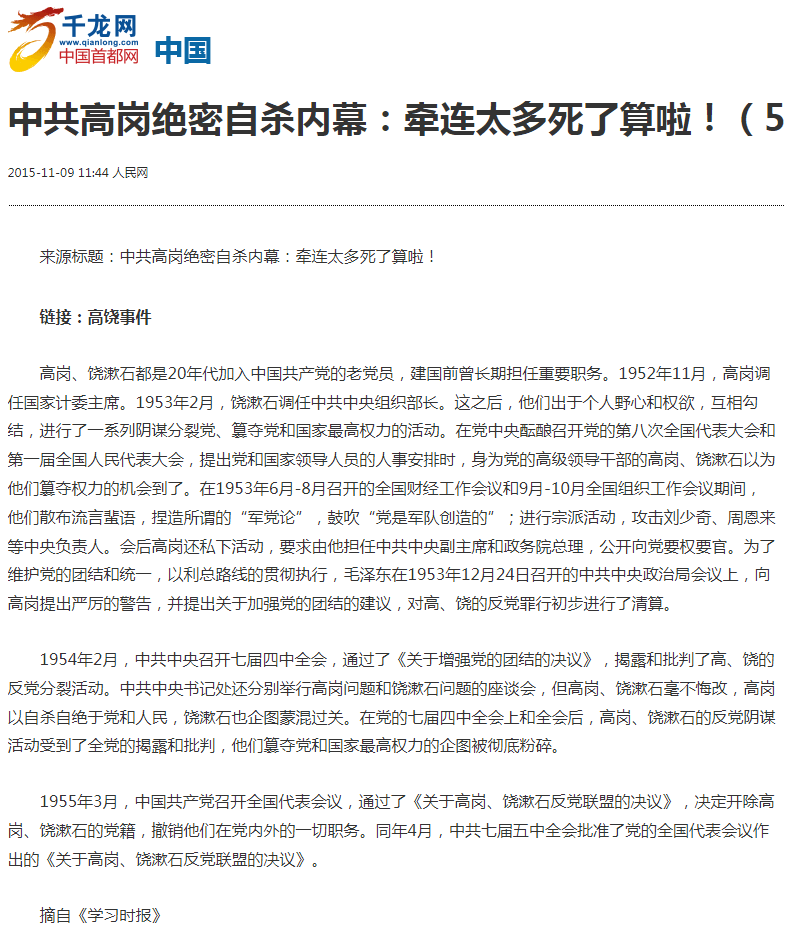 千龙网
www.qianlong.com
中国首都网
中国
中共高岗绝密自杀内幕：牵连太多死了算啦！（5
2015-11-09 11:44 人民网
来源标题：中共高岗绝密自杀内幕：牵连太多死了算啦！
链接：高饶事件
高岗、饶漱石都是20年代加入中国共产党的老党员，建国前曾长期担任重要职务。1952年11月，高岗调
任国家计委主席。1953年2月，饶漱石调任中共中央组织部长。这之后，他们出于个人野心和权欲，互相勾
结，进行了一系列阴谋分裂党、篡夺党和国家最高权力的活动。在党中央酝酿召开党的第八次全国代表大会和
第一届全国人民代表大会，提出党和国家领导人员的人事安排时，身为党的高级领导干部的高岗、饶漱石以为
他们篡夺权力的机会到了。在1953年6月-8月召开的全国财经工作会议和9月-10月全国组织工作会议期间，
他们散布流言蜚语，捏造所谓的“军党论”，鼓吹“党是军队创造的”；进行宗派活动，攻击刘少奇、周恩来
等中央负责人。会后高岗还私下活动，要求由他担任中共中央副主席和政务院总理，公开向党要权要官。为了
维护党的团结和统一，以利总路线的贯彻执行，毛泽东在1953年12月24日召开的中共中央政治局会议上，向
高岗提出严厉的警告，并提出关于加强党的团结的建议，对高、饶的反党罪行初步进行了清算。
1954年2月，中共中央召开七届四中全会，通过了《关于增强党的团结的决议》，揭露和批判了高、饶的
反党分裂活动。中共中央书记处还分别举行高岗问题和饶漱石问题的座谈会，但高岗、饶漱石毫不悔改，高岗
以自杀自绝于党和人民，饶漱石也企图蒙混过关。在党的七届四中全会上和全会后，高岗、饶漱石的反党阴谋
活动受到了全党的揭露和批判，他们篡夺党和国家最高权力的企图被彻底粉碎。
1955年3月，中国共产党召开全国代表会议，通过了《关于高岗、饶漱石反党联盟的决议》，决定开除高
岗、饶漱石的党籍，撤销他们在党内外的一切职务。同年4月，中共七届五中全会批准了党的全国代表会议作
出的《关于高岗、饶漱石反党联盟的决议》。
摘自《学习时报》